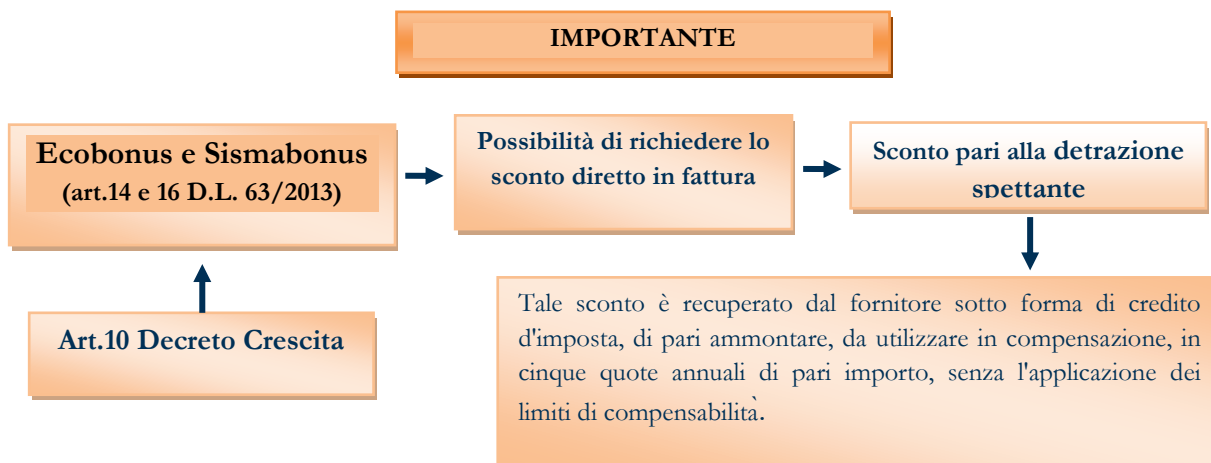 IMPORTANTE
Ecobonus e Sismabonus
(art.14 e 16 D.L. 63/2013)
Possibilità di richiedere lo
sconto diretto in fattura
Sconto pari alla detrazione
spettante
Art.10 Decreto Crescita
Tale sconto è recuperato dal fornitore sotto forma di credito
d'imposta, di pari ammontare, da utilizzare in compensazione, in
cinque quote annuali di pari importo, senza l'applicazione dei
limiti di compensabilità.